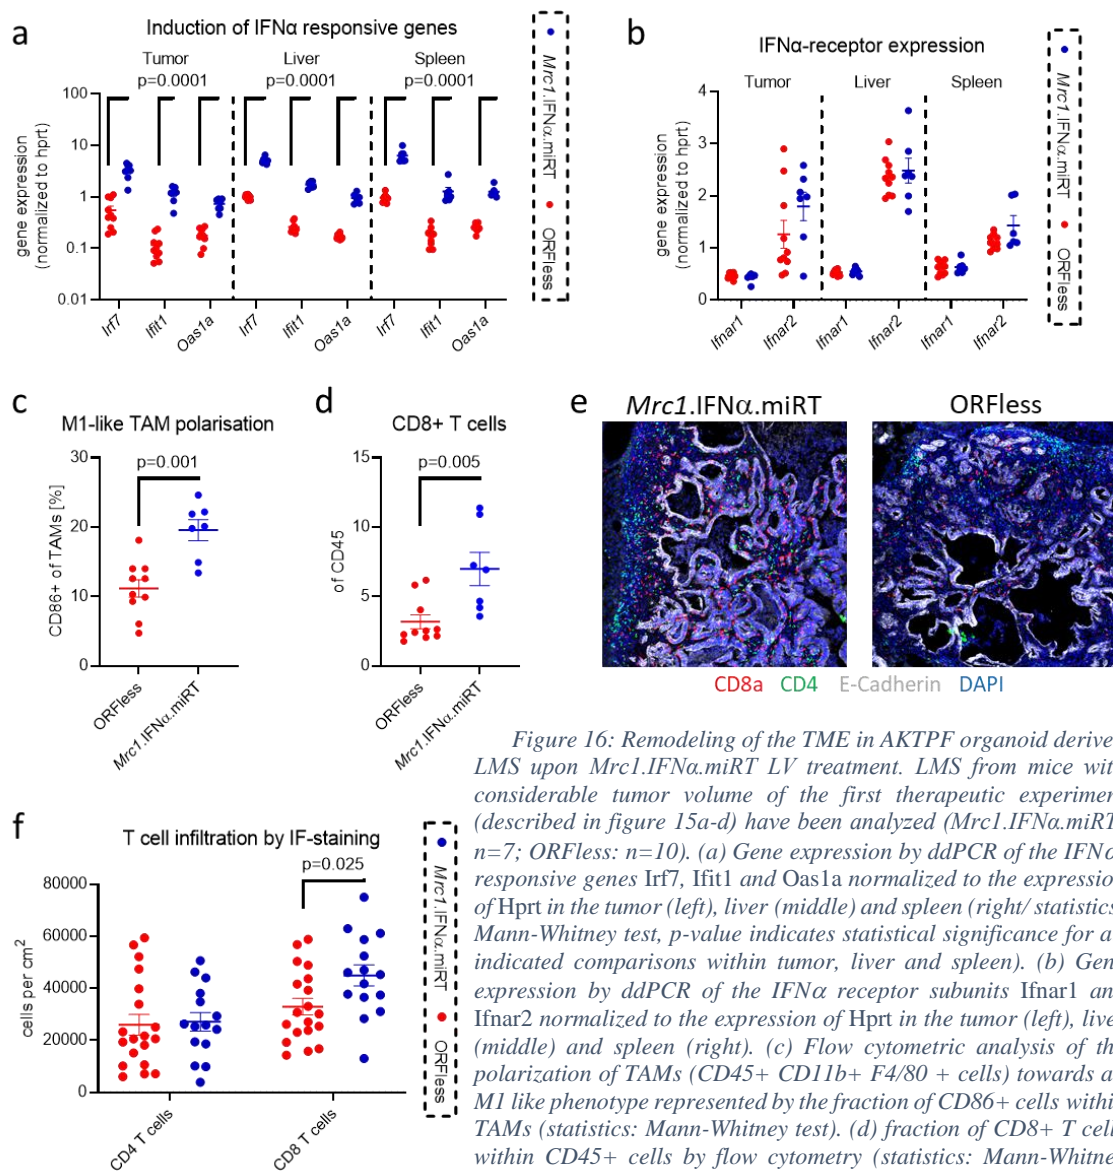 a
Induction of IFNα responsive genes
Tumor
p=0.0001
Liver
p=0.0001
Spleen
p=0.0001
gene expression
(normalized to hprt)
100
10
1
0.1
0.01
Irf7
Ifit1
Oas1a
Irf7
Ifit1
Oas1a
Irf7
Ifit1
Oas1a
Mrc1.IFNα.miRT
ORFless
b
IFNα-receptor expression
Tumor
Liver
Spleen
gene expression
(normalized to hprt)
4
3
2
1
0
Ifnar1
Ifnar2
Ifnar1
Ifnar2
Ifnar1
Ifnar2
Mrc1.IFNα.miRT
ORFless
c
M1-like TAM polarisation
p=0.001
CD86+ of TAMs [%]
30
20
10
0
ORFless
Mrc1.IFNα.miRT
d
CD8+ T cells
p=0.005
of CD45
15
10
5
0
ORFless
Mrc1.IFNα.miRT
e
Mrc1.IFNα.miRT
ORFless
CD8a CD4 E-Cadherin DAPI
f
T cell infiltration by IF-staining
p=0.025
cells per cm2
80000
60000
40000
20000
0
CD4 T cells
CD8 T cells
Mrc1.IFNα.miRT
ORFless
Figure 16: Remodeling of the TME in AKTPF organoid derive
LMS upon Mrc1.IFNα.miRT LV treatment. LMS from mice wit
considerable tumor volume of the first therapeutic experimen
(described in figure 15a-d) have been analyzed (Mrc1.IFNα.miRT
n=7; ORFless: n=10). (a) Gene expression by ddPCR of the IFNα
responsive genes Irf7, Ifit1 and Oas1a normalized to the expressio
of Hprt in the tumor (left), liver (middle) and spleen (right/ statistics
Mann-Whitney test, p-value indicates statistical significance for a
indicated comparisons within tumor, liver and spleen). (b) Gen
expression by ddPCR of the IFNα receptor subunits Ifnar1 an
Ifnar2 normalized to the expression of Hprt in the tumor (left), live
(middle) and spleen (right). (c) Flow cytometric analysis of th
polarization of TAMs (CD45+ CD11b+ F4/80 + cells) towards a
M1 like phenotype represented by the fraction of CD86+ cells within
TAMs (statistics: Mann-Whitney test). (d) fraction of CD8+ T cell
within CD45+ cells by flow cytometry (statistics: Mann-Whitne